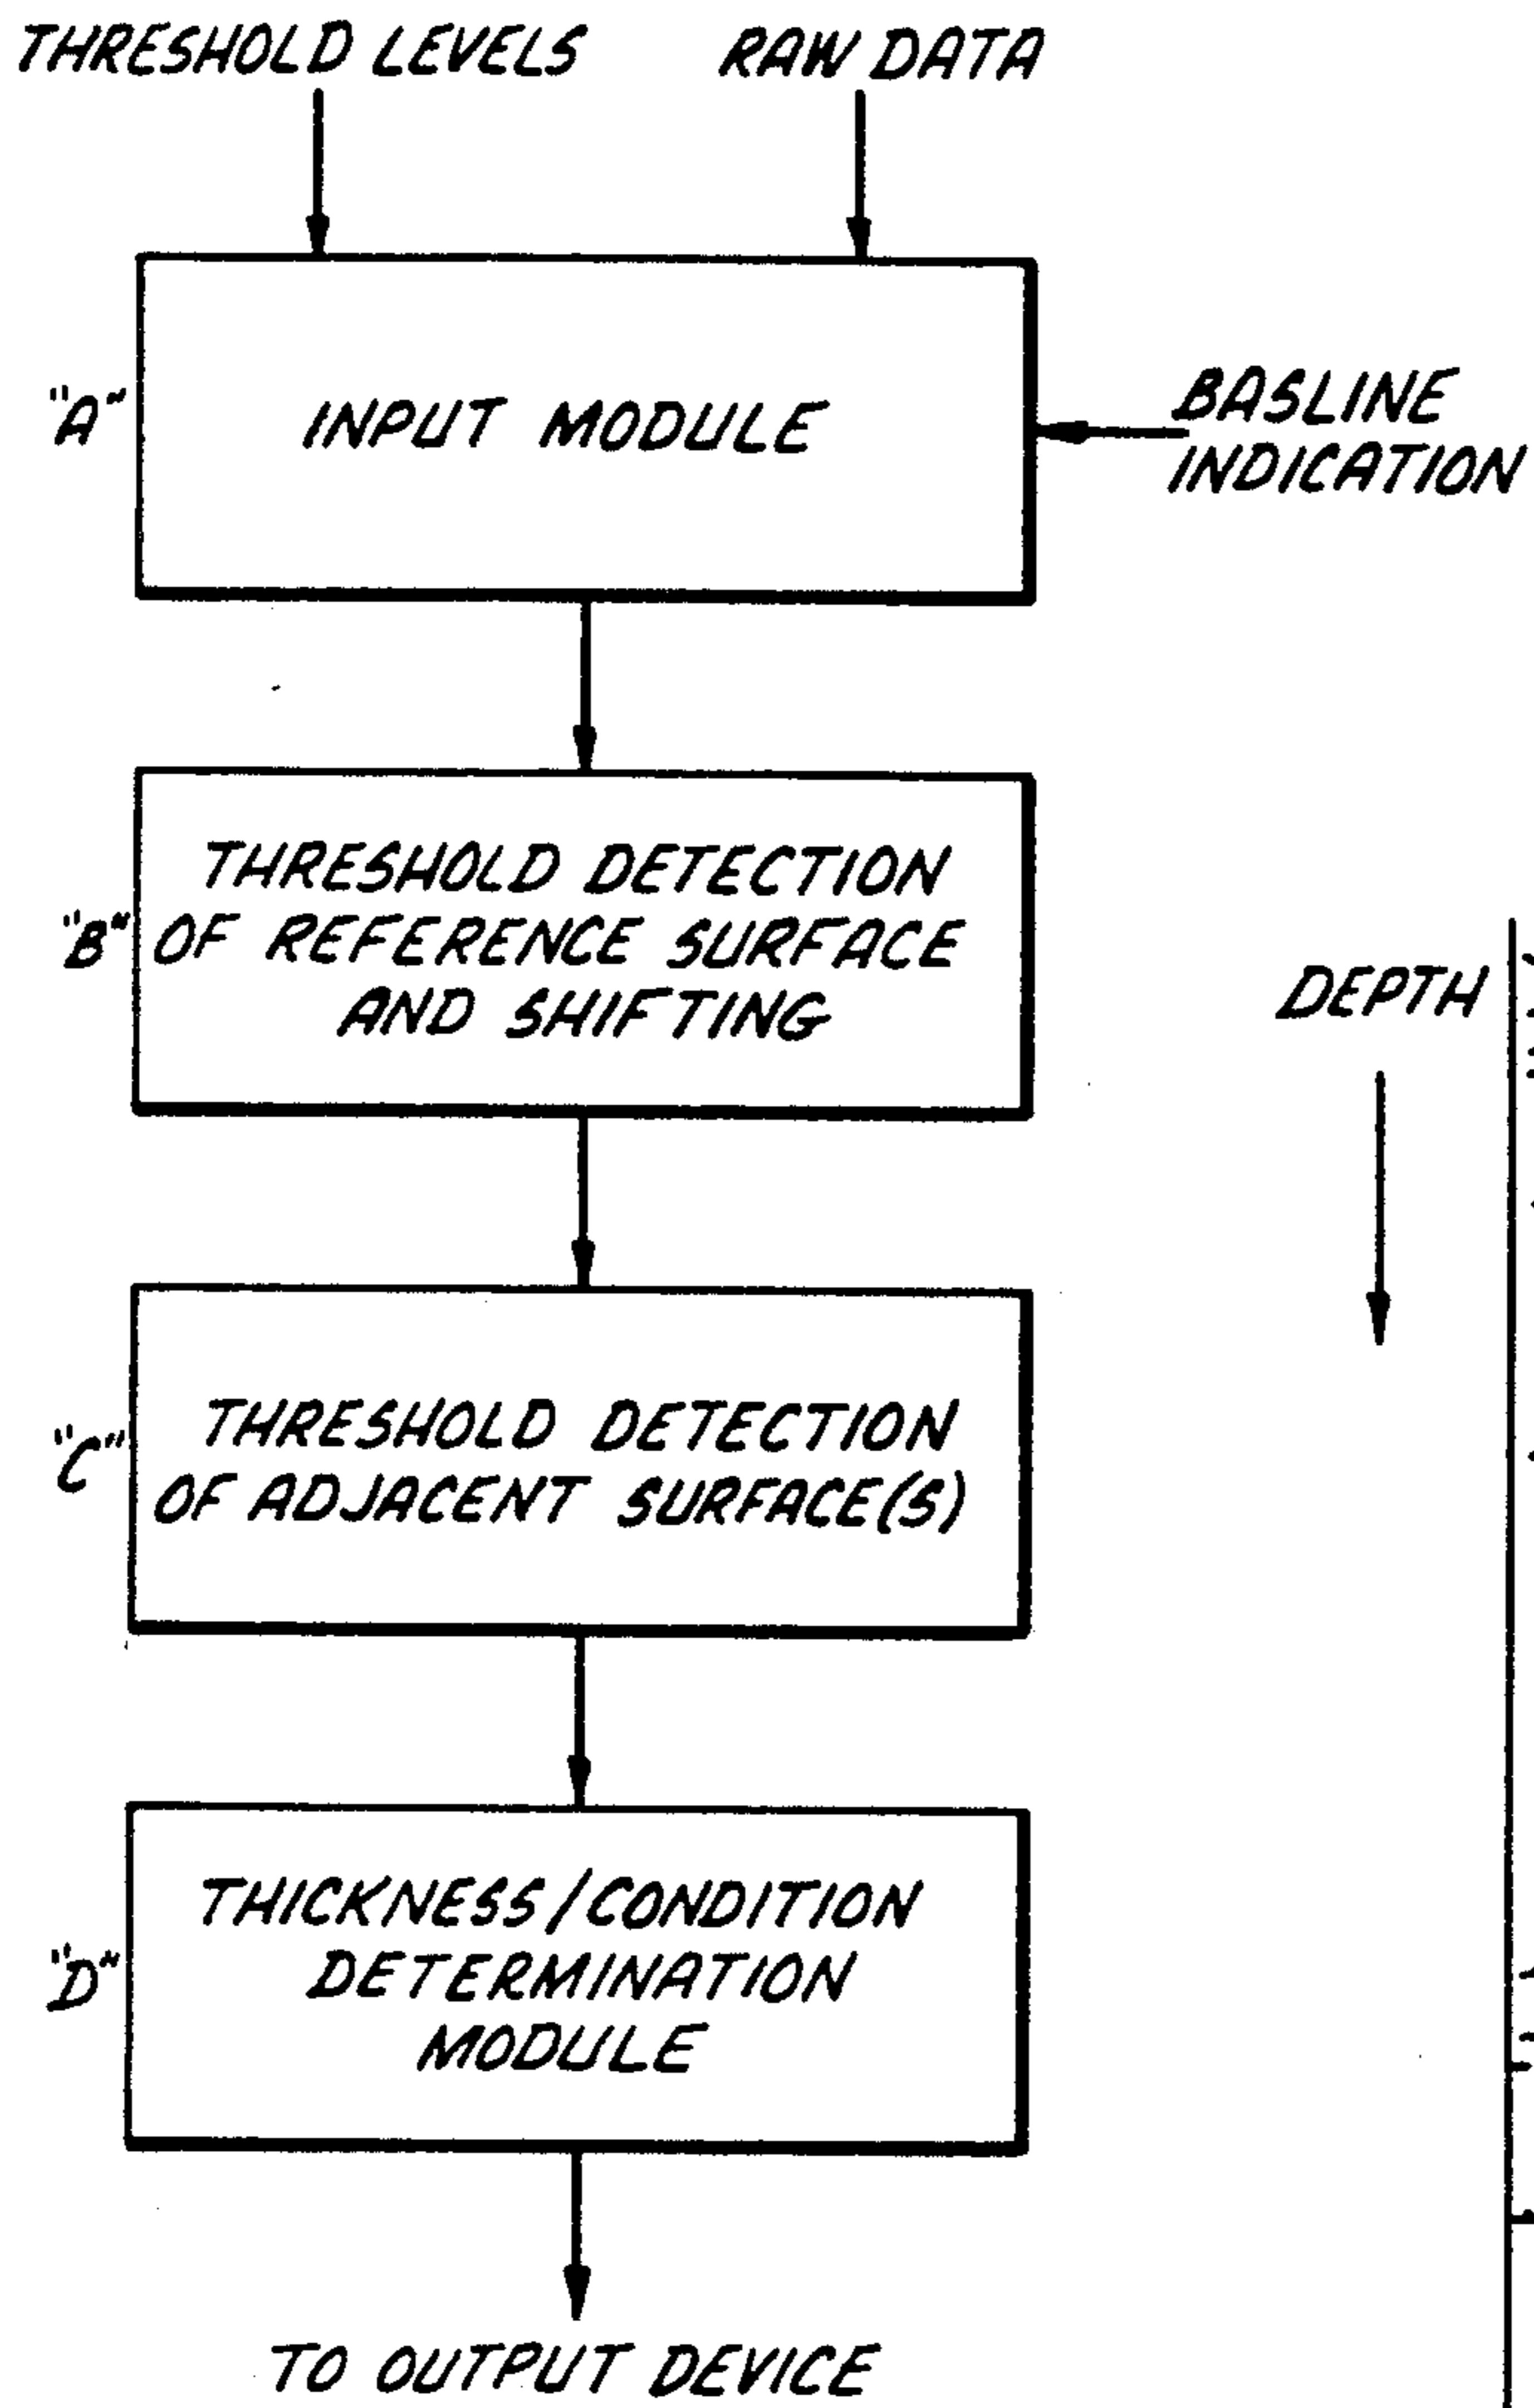 THRESHOLD LEVELS
RAW DATA
"A"
INPUT MODULE
BASLINE
INDICATION
"B"
THRESHOLD DETECTION
OF REFERENCE SURFACE
AND SHIFTING
DEPTH
"C"
THRESHOLD DETECTION
OF ADJACENT SURFACE(S)
"D"
THICKNESS/CONDITION
DETERMINATION
MODULE
TO OUTPUT DEVICE